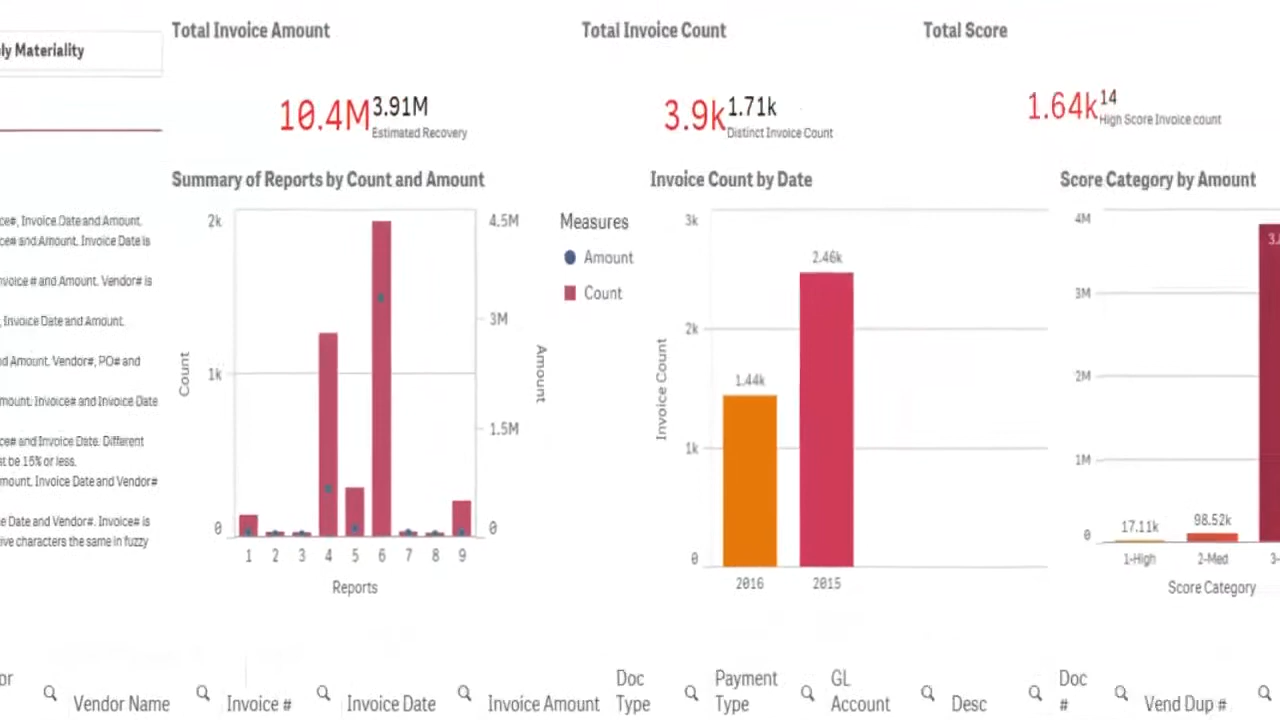 ly Materiality
Total Invoice Amount
10.4M 3.91M
Estimated Recovery
Total Invoice Count
3.9k 1.71k
Distinct Invoice Count
Total Score
1.64k 14
High Score Invoice count
ce#, Invoice Date and Amount.
ce# and Amount. Invoice Date is
nvoice # and Amount. Vendor# is
, Invoice Date and Amount.
nd Amount. Vendor#, PO# and
mount. Invoice# and Invoice Date
ce# and Invoice Date. Different
st be 15% or less.
mount, Invoice Date and Vendor#
e Date and Vendor#. Invoice# is
ive characters the same in fuzzy
Summary of Reports by Count and Amount
2k
1k
0
Count
4.5M
3M
1.5M
0
Amount
1 2 3 4 5 6 7 8 9
Reports
Measures
Amount
Count
Invoice Count by Date
3k
2k
1k
0
Invoice Count
1.44k
2.46k
2016 2015
Score Category by Amount
4M
3M
2M
1M
0
17.11k
98.52k
3.
1-High 2-Med 3-
Score Category
or
Vendor Name
Invoice #
Invoice Date
Invoice Amount
Doc
Type
Payment
Type
GL
Account
Desc
Doc
#
Vend Dup #